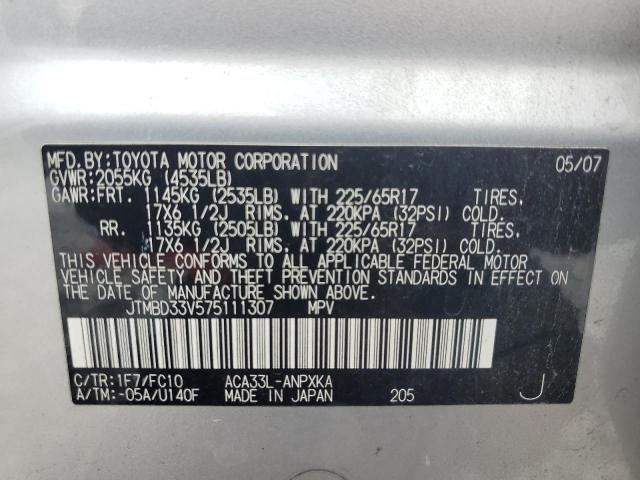 MFD.BY:TOYOTA MOTOR CORPORATION 05/07
GVWR:2055KG (4535LB)
GAWR:FRT. 1145KG (2535LB) WITH 225/65R17 TIRES,
17X6 1/2J RIMS, AT 220KPA (32PSI) COLD.
RR. 1135KG (2505LB) WITH 225/65R17 TIRES,
17X6 1/2J RIMS, AT 220KPA (32PSI) COLD.
THIS VEHICLE CONFORMS TO ALL APPLICABLE FEDERAL MOTOR
VEHICLE SAFETY AND THEFT PREVENTION STANDARDS IN EFFECT ON
THE DATE OF MANUFACTURE SHOWN ABOVE.
JTMBD33V575111307 MPV
C/TR:1F7/FC10 ACA33L-ANPXKA
A/TM:-05A/U140F MADE IN JAPAN 205 J